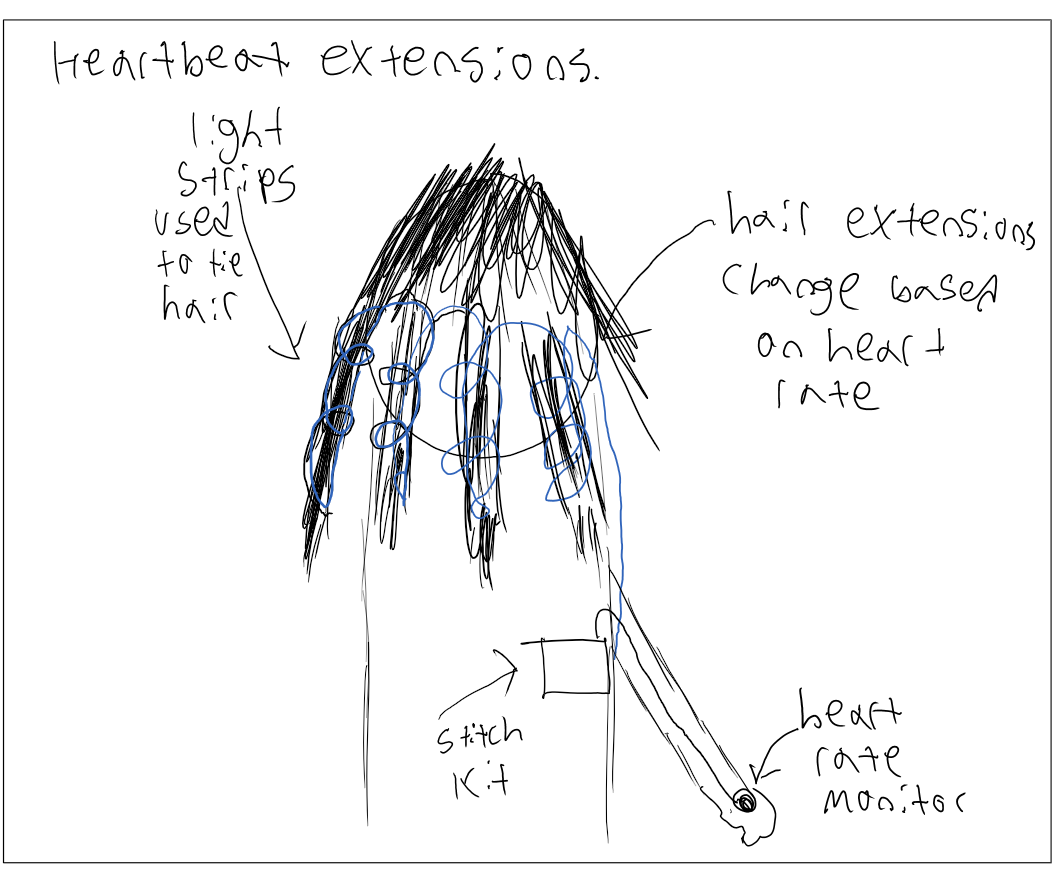 Heartbeat extensions.
light
strips
used
to tie
hair
hair extensions
change based
on heart
rate
stitch
Kit
heart
rate
monitor